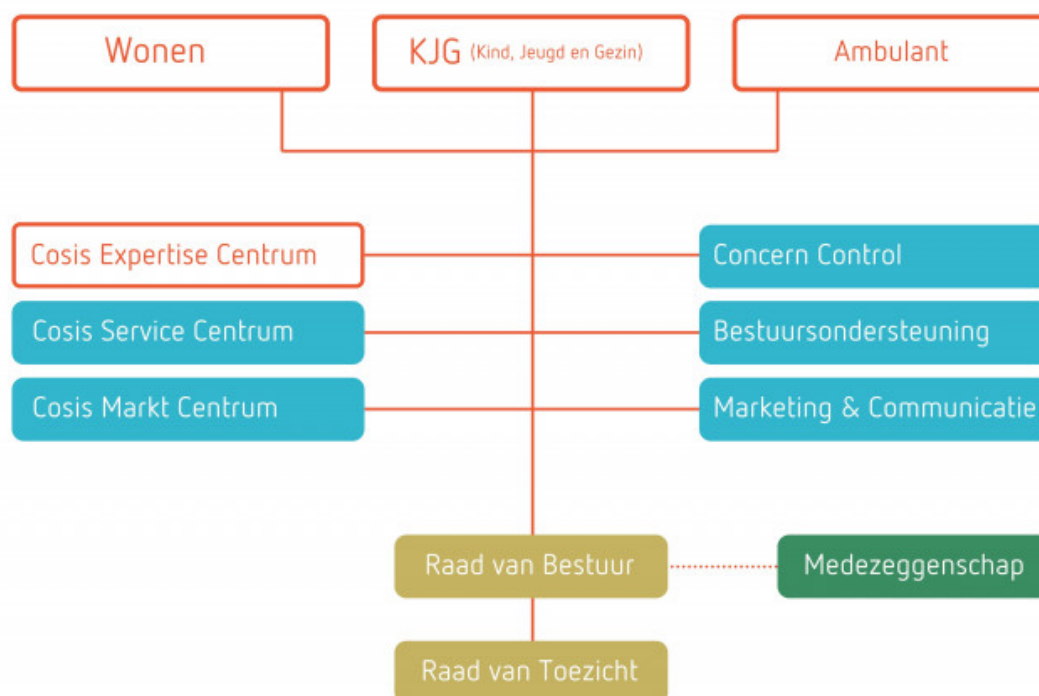 Wonen
KJG (Kind, Jeugd en Gezin)
Ambulant
Cosis Expertise Centrum
Concern Control
Cosis Service Centrum
Bestuursondersteuning
Cosis Markt Centrum
Marketing & Communicatie
Raad van Bestuur
Medezeggenschap
Raad van Toezicht